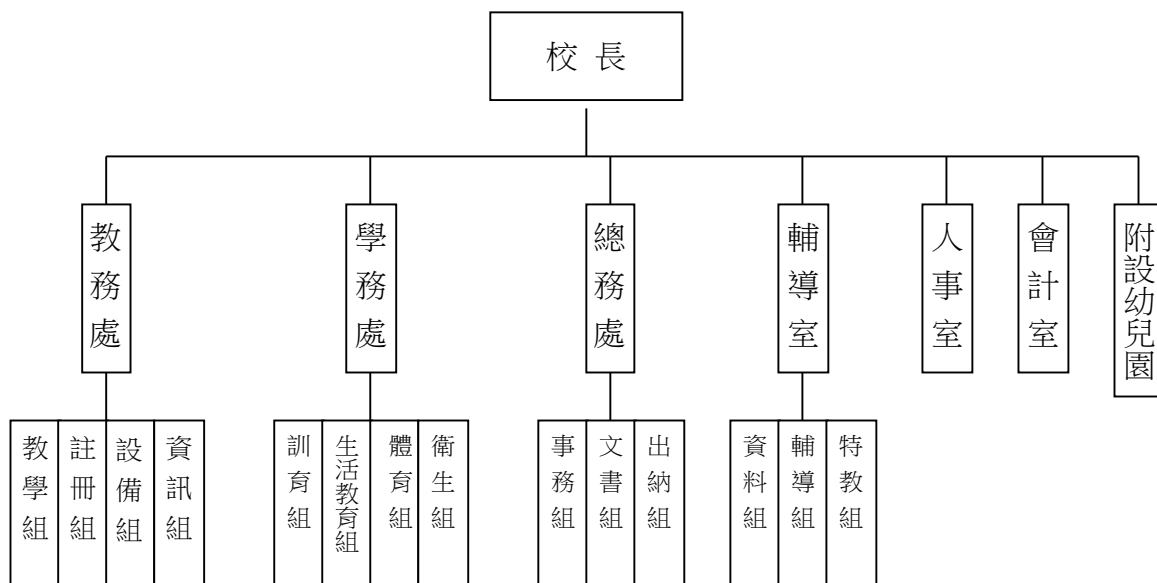 校長
教務處
學務處
總務處
輔導室
人事室
會計室
附設幼兒園
教學組
註冊組
設備組
資訊組
訓育組
生活教育組
體育組
衛生組
事務組
文書組
出納組
資料組
輔導組
特教組